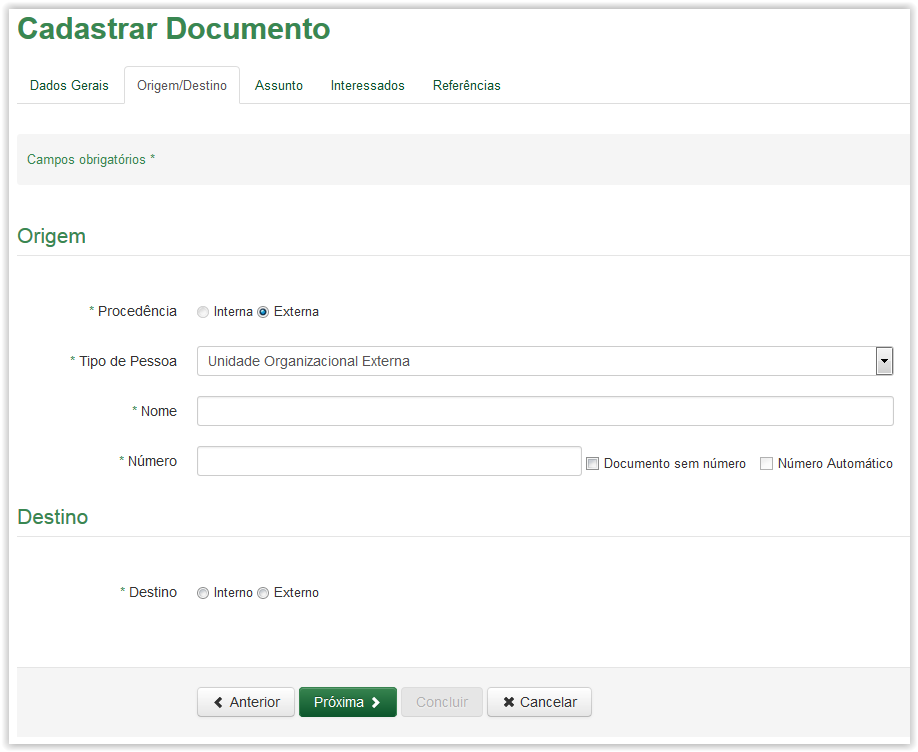 Cadastrar Documento
Dados Gerais Origem/Destino Assunto Interessados Referências
Campos obrigatórios *
Origem
* Procedência Interna Externa
* Tipo de Pessoa Unidade Organizacional Externa
* Nome
* Número Documento sem número Número Automático
Destino
* Destino Interno Externo
Anterior Próxima Concluir Cancelar